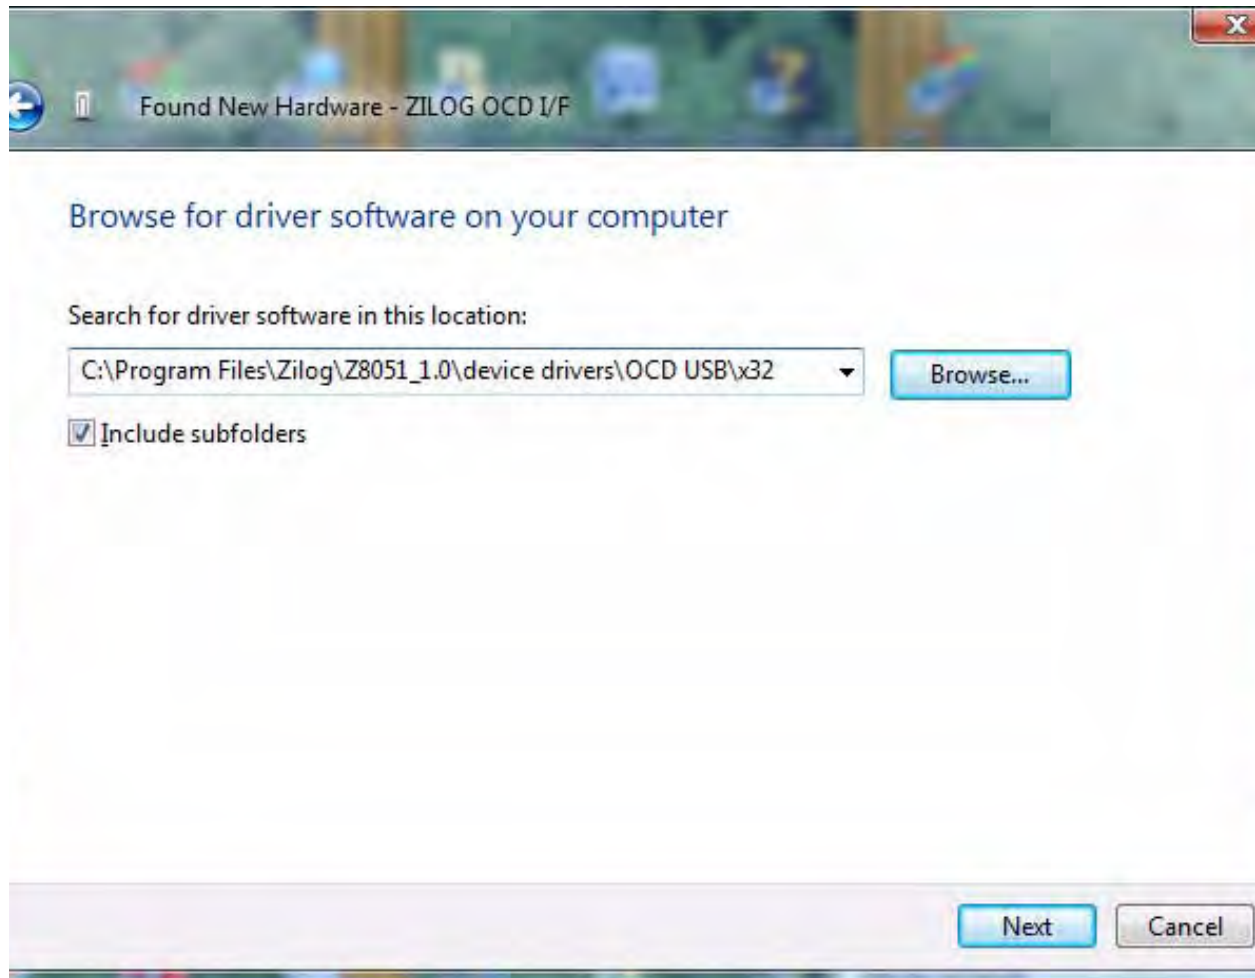 Found New Hardware - ZILOG OCD I/F
Browse for driver software on your computer
Search for driver software in this location:
C:\Program Files\Zilog\Z8051_1.0\device drivers\OCD USB\x32
Browse...
Include subfolders
Next
Cancel